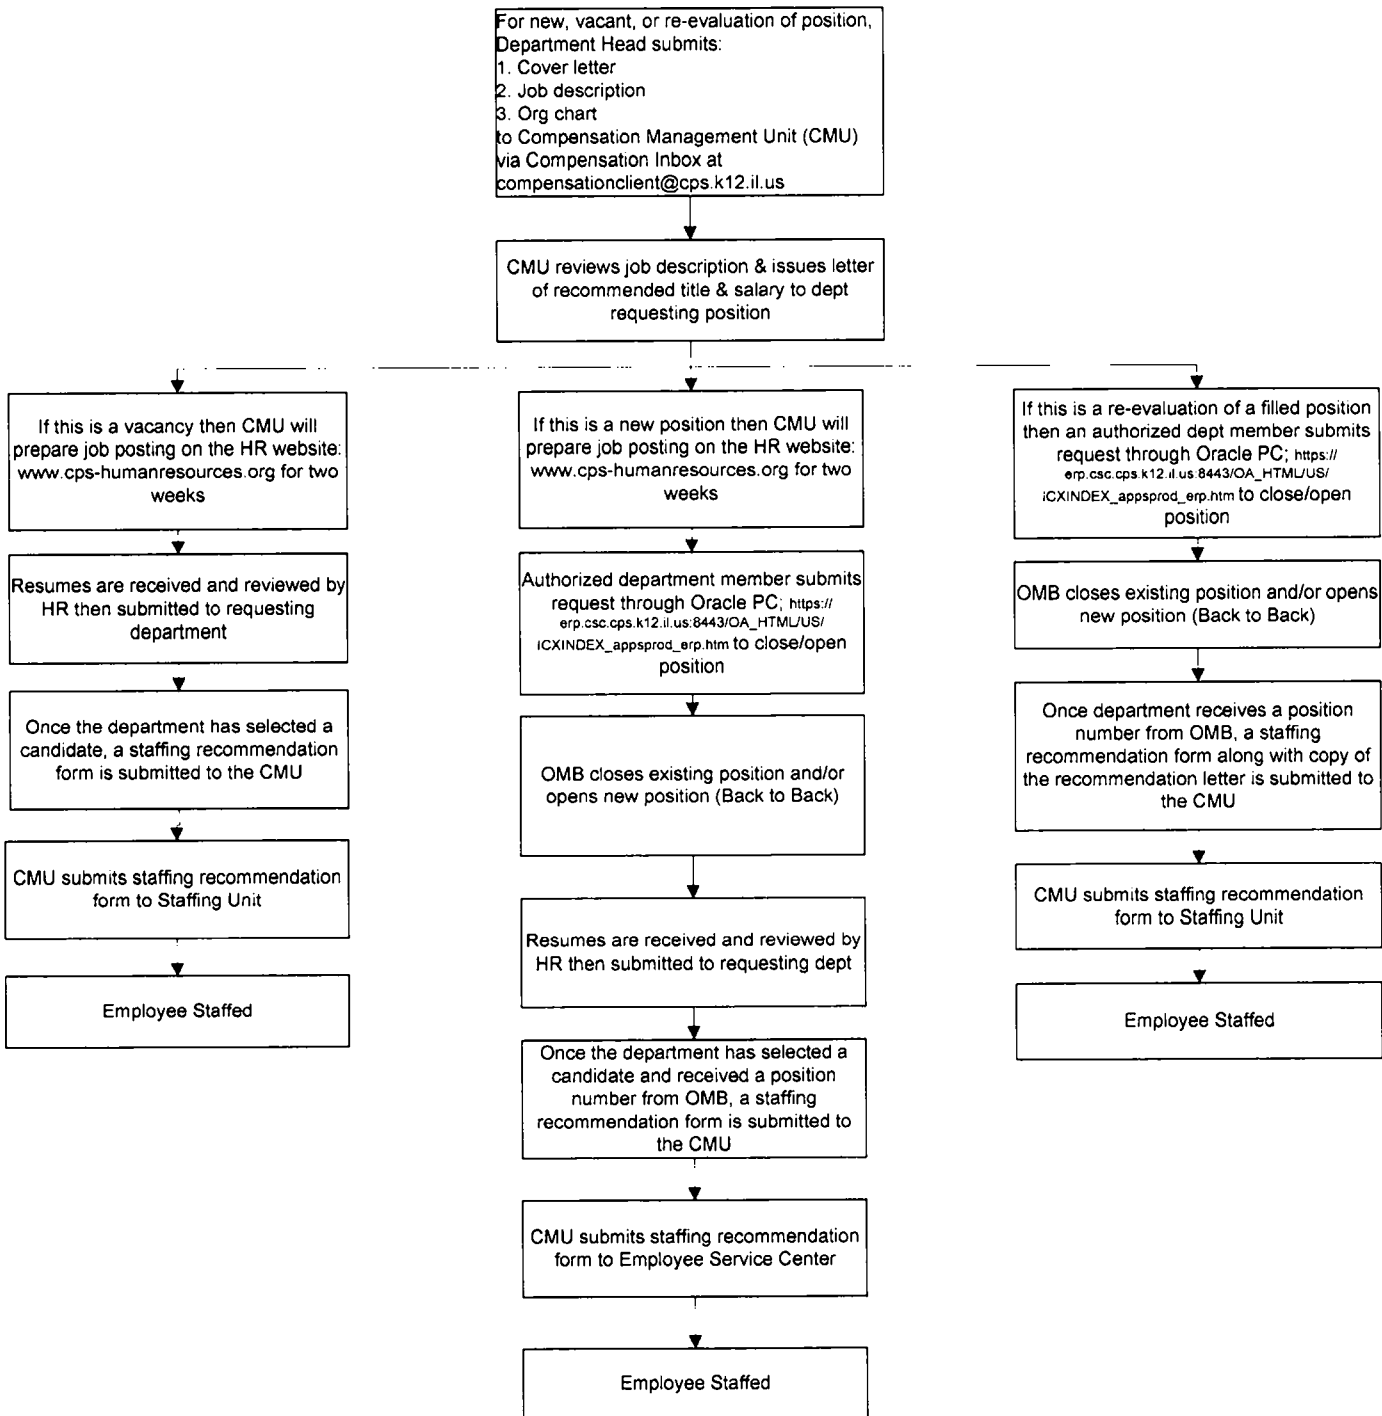 For new, vacant, or re-evaluation of position,
Department Head submits:
1. Cover letter
2. Job description
3. Org chart
to Compensation Management Unit (CMU)
via Compensation Inbox at
compensationclient@cps.k12.il.us
CMU reviews job description & issues letter
of recommended title & salary to dept
requesting position
If this is a vacancy then CMU will
prepare job posting on the HR website:
www.cps-humanresources.org for two
weeks
Resumes are received and reviewed by
HR then submitted to requesting
department
Once the department has selected a
candidate, a staffing recommendation
form is submitted to the CMU
CMU submits staffing recommendation
form to Staffing Unit
Employee Staffed
If this is a new position then CMU will
prepare job posting on the HR website:
www.cps-humanresources.org for two
weeks
Authorized department member submits
request through Oracle PC; https://
erp.csc.cps.k12.il.us:8443/OA_HTML/US/
ICXINDEX_appsprod_erp.htm to close/open
position
OMB closes existing position and/or
opens new position (Back to Back)
Resumes are received and reviewed by
HR then submitted to requesting dept
Once the department has selected a
candidate and received a position
number from OMB, a staffing
recommendation form is submitted to
the CMU
CMU submits staffing recommendation
form to Employee Service Center
Employee Staffed
If this is a re-evaluation of a filled position
then an authorized dept member submits
request through Oracle PC; https://
erp.csc.cps.k12.il.us:8443/OA_HTML/US/
ICXINDEX_appsprod_erp.htm to close/open
position
OMB closes existing position and/or opens
new position (Back to Back)
Once department receives a position
number from OMB, a staffing
recommendation form along with copy of
the recommendation letter is submitted to
the CMU
CMU submits staffing recommendation
form to Staffing Unit
Employee Staffed